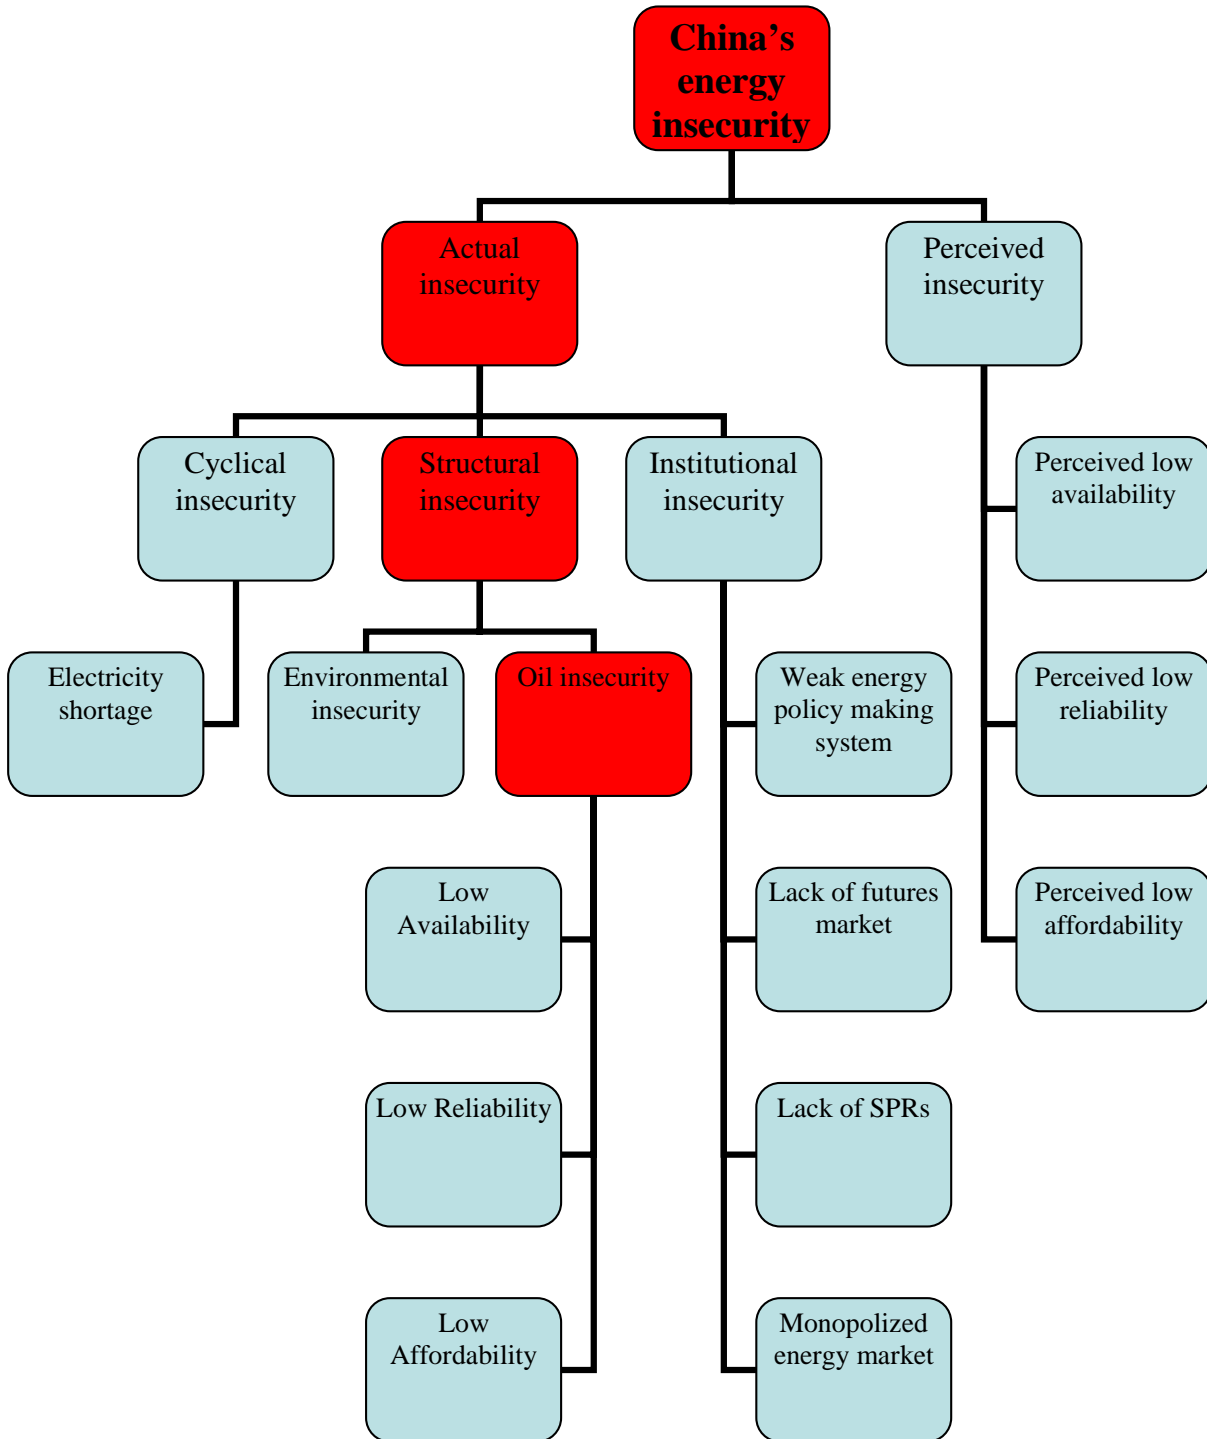 China’s
energy
insecurity
Actual
insecurity
Perceived
insecurity
Cyclical
insecurity
Structural
insecurity
Institutional
insecurity
Perceived low
availability
Electricity
shortage
Environmental
insecurity
Oil insecurity
Weak energy
policy making
system
Perceived low
reliability
Low
Availability
Lack of futures
market
Perceived low
affordability
Low Reliability
Lack of SPRs
Low
Affordability
Monopolized
energy market